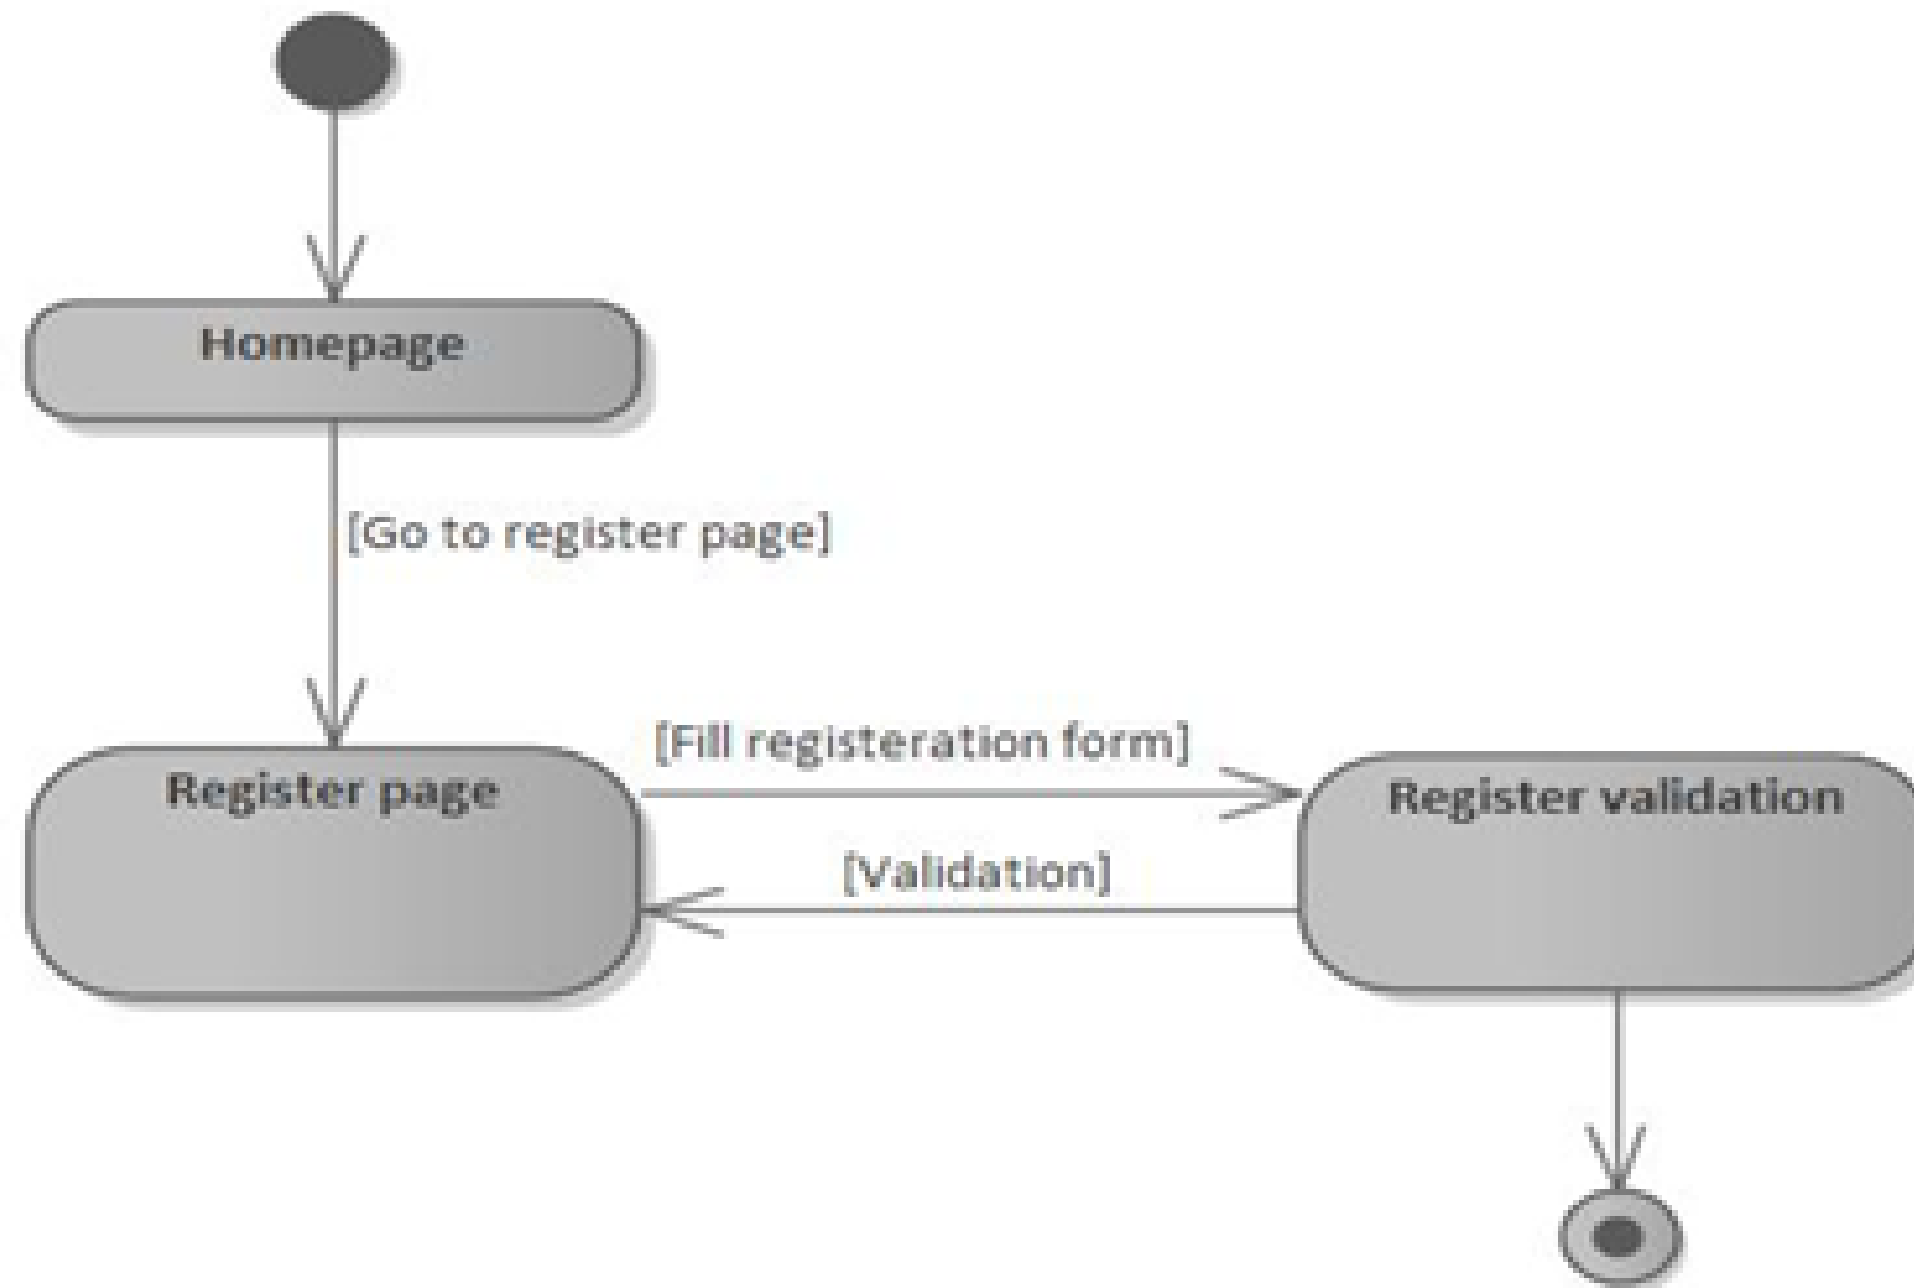 Homepage
[Go to register page]
[Fill registeration form]
Register page
Register validation
[Validation]